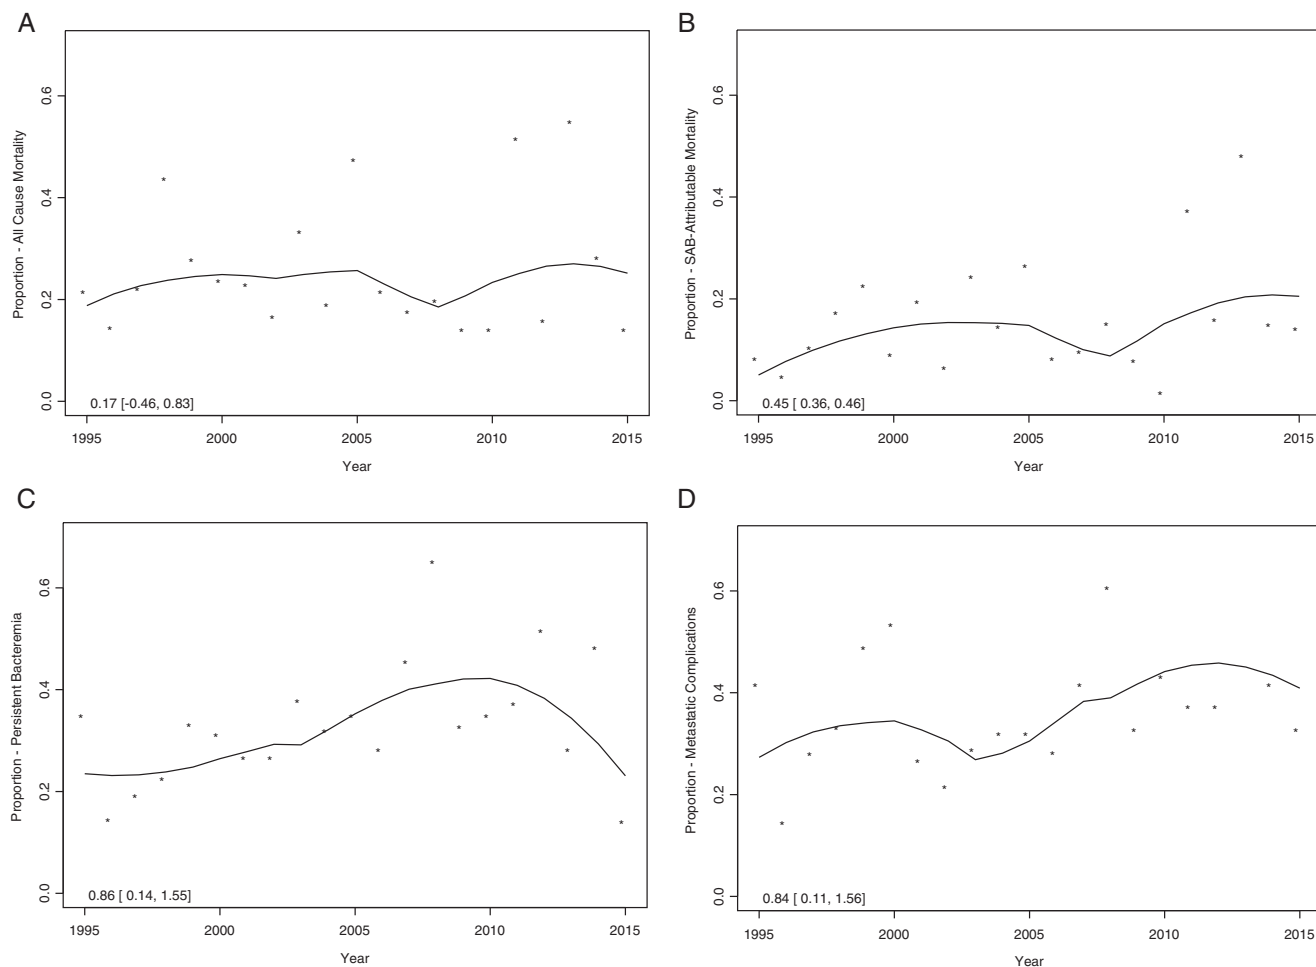 A
Proportion - All Cause Mortality
0.6
0.4
0.2
0.0
0.17 [-0.46, 0.83]
1995
2000
2005
2010
2015
Year
B
Proportion - SAB-Attributable Mortality
0.6
0.4
0.2
0.0
0.45 [ 0.36, 0.46]
1995
2000
2005
2010
2015
Year
C
Proportion - Persistent Bacteremia
0.6
0.4
0.2
0.0
0.86 [ 0.14, 1.55]
1995
2000
2005
2010
2015
Year
D
Proportion - Metastatic Complications
0.6
0.4
0.2
0.0
0.84 [ 0.11, 1.56]
1995
2000
2005
2010
2015
Year